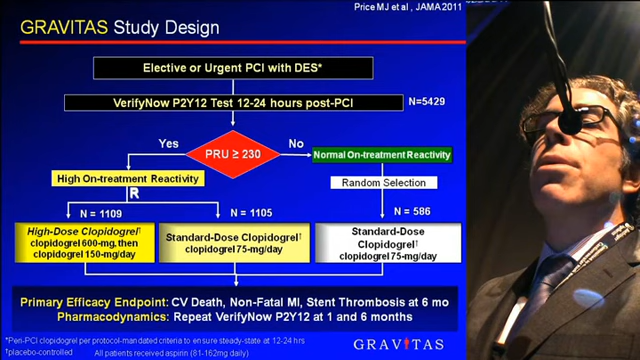 Price MJ et al , JAMA 2011
GRAVITAS Study Design
Elective or Urgent PCI with DES*
VerifyNow P2Y12 Test 12-24 hours post-PCI
N=5429
Yes
PRU ≥ 230
No
Normal On-treatment Reactivity
High On-treatment Reactivity
Random Selection
R
N = 1109
N = 1105
N = 586
High-Dose Clopidogrel†
clopidogrel 600-mg, then
clopidogrel 150-mg/day
Standard-Dose Clopidogrel†
clopidogrel 75-mg/day
Standard-Dose
Clopidogrel†
clopidogrel 75-mg/day
Primary Efficacy Endpoint: CV Death, Non-Fatal MI, Stent Thrombosis at 6 mo
Pharmacodynamics: Repeat VerifyNow P2Y12 at 1 and 6 months
*Peri-PCI clopidogrel per protocol-mandated criteria to ensure steady-state at 12-24 hrs
†placebo-controlled
All patients received aspirin (81-162mg daily)
GRAVITAS